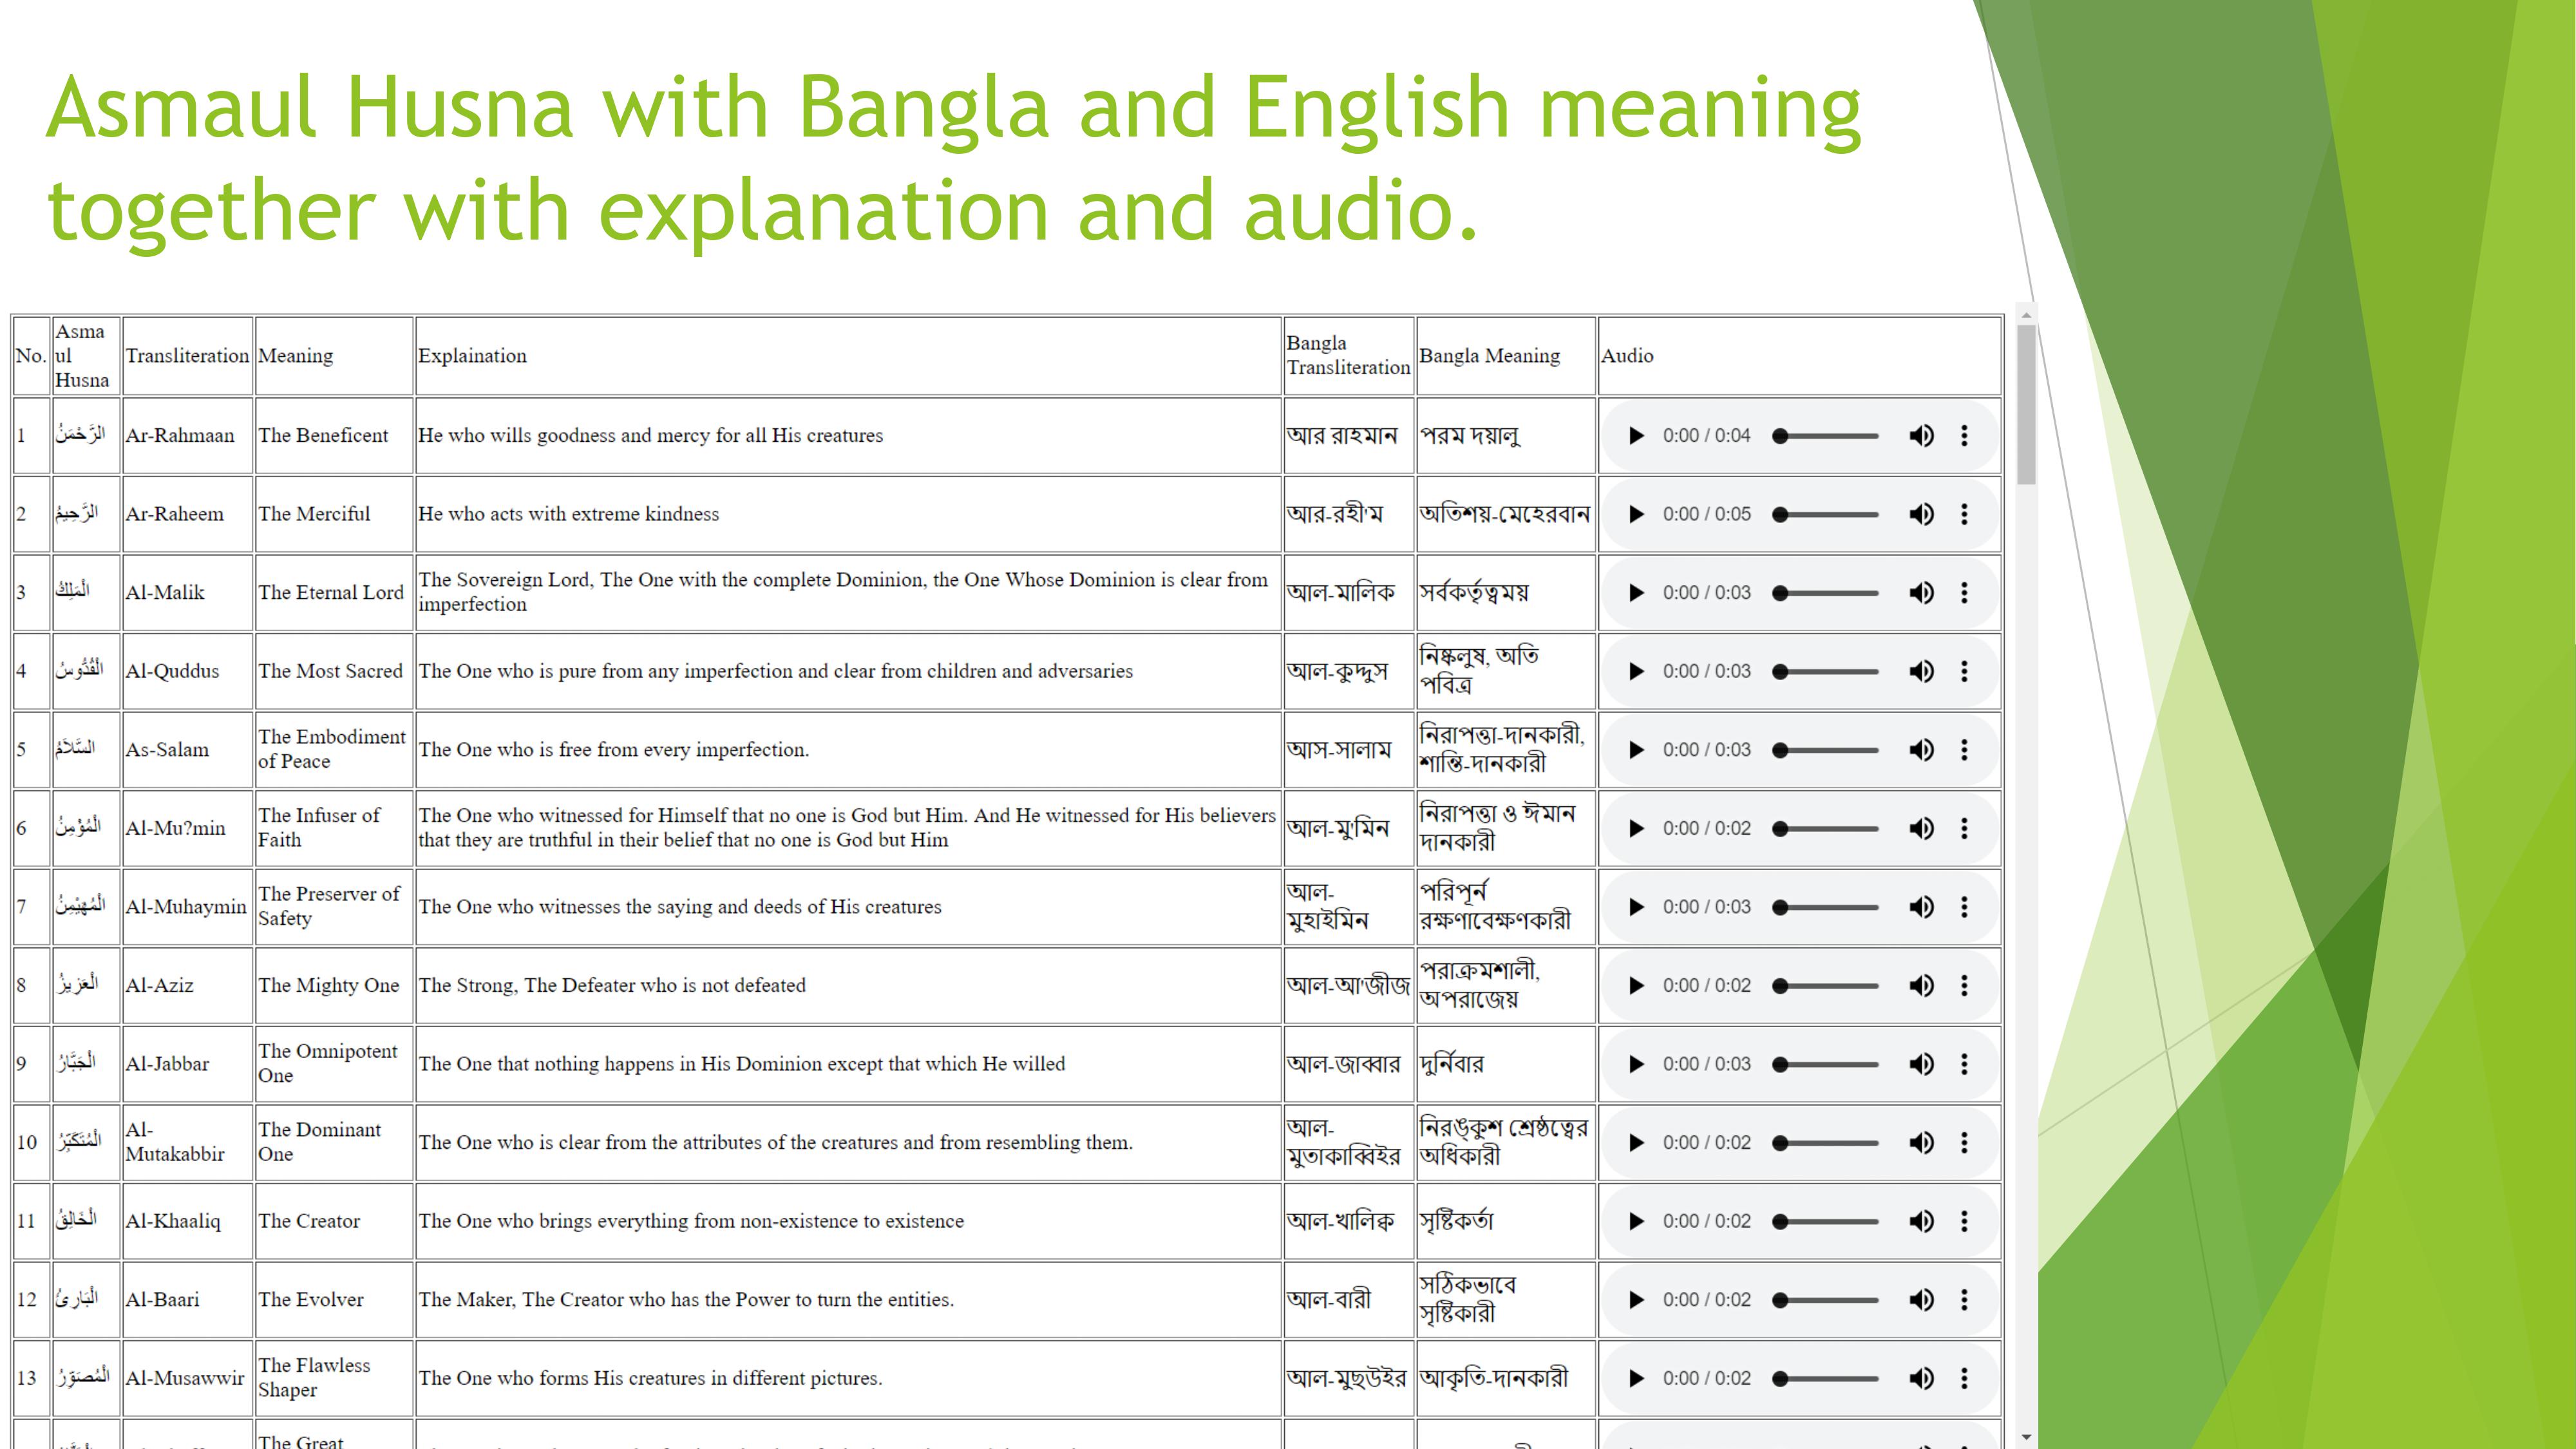 Asmaul Husna with Bangla and English meaning
together with explanation and audio.
No. Asma ul Husna Transliteration Meaning Explaination Bangla Transliteration Bangla Meaning Audio
1 الرَّحْمَنُ Ar-Rahmaan The Beneficent He who wills goodness and mercy for all His creatures আর রাহমান পরম দয়ালু 0:00 / 0:04
2 الرَّحِيمُ Ar-Raheem The Merciful He who acts with extreme kindness আর-রহী'ম অতিশয়-মেহেরবান 0:00 / 0:05
3 الْمَلِكُ Al-Malik The Eternal Lord The Sovereign Lord, The One with the complete Dominion, the One Whose Dominion is clear from imperfection আল-মালিক সর্বকর্তৃত্বময় 0:00 / 0:03
4 الْقُدُّوسُ Al-Quddus The Most Sacred The One who is pure from any imperfection and clear from children and adversaries আল-কুদ্দুস নিষ্কলুষ, অতি পবিত্র 0:00 / 0:03
5 السَّلاَمُ As-Salam The Embodiment of Peace The One who is free from every imperfection. আস-সালাম নিরাপত্তা-দানকারী, শান্তি-দানকারী 0:00 / 0:03
6 الْمُؤْمِنُ Al-Mu?min The Infuser of Faith The One who witnessed for Himself that no one is God but Him. And He witnessed for His believers that they are truthful in their belief that no one is God but Him আল-মু'মিন নিরাপত্তা ও ঈমান দানকারী 0:00 / 0:02
7 الْمُهَيْمِنُ Al-Muhaymin The Preserver of Safety The One who witnesses the saying and deeds of His creatures আল-মুহাইমিন পরিপূর্ন রক্ষণাবেক্ষণকারী 0:00 / 0:03
8 الْعَزِيزُ Al-Aziz The Mighty One The Strong, The Defeater who is not defeated আল-আ'জীজ পরাক্রমশালী, অপরাজেয় 0:00 / 0:02
9 الْجَبَّارُ Al-Jabbar The Omnipotent One The One that nothing happens in His Dominion except that which He willed আল-জাব্বার দুর্নিবার 0:00 / 0:03
10 الْمُتَكَبِّرُ Al-Mutakabbir The Dominant One The One who is clear from the attributes of the creatures and from resembling them. আল-মুতাকাব্বিইর নিরঙ্কুশ শ্রেষ্ঠত্বের অধিকারী 0:00 / 0:02
11 الْخَالِقُ Al-Khaaliq The Creator The One who brings everything from non-existence to existence আল-খালিক্ব সৃষ্টিকর্তা 0:00 / 0:02
12 الْبَارِئُ Al-Baari The Evolver The Maker, The Creator who has the Power to turn the entities. আল-বারী সঠিকভাবে সৃষ্টিকারী 0:00 / 0:02
13 الْمُصَوِّرُ Al-Musawwir The Flawless Shaper The One who forms His creatures in different pictures. আল-মুছউইর আকৃতি-দানকারী 0:00 / 0:02
The Great